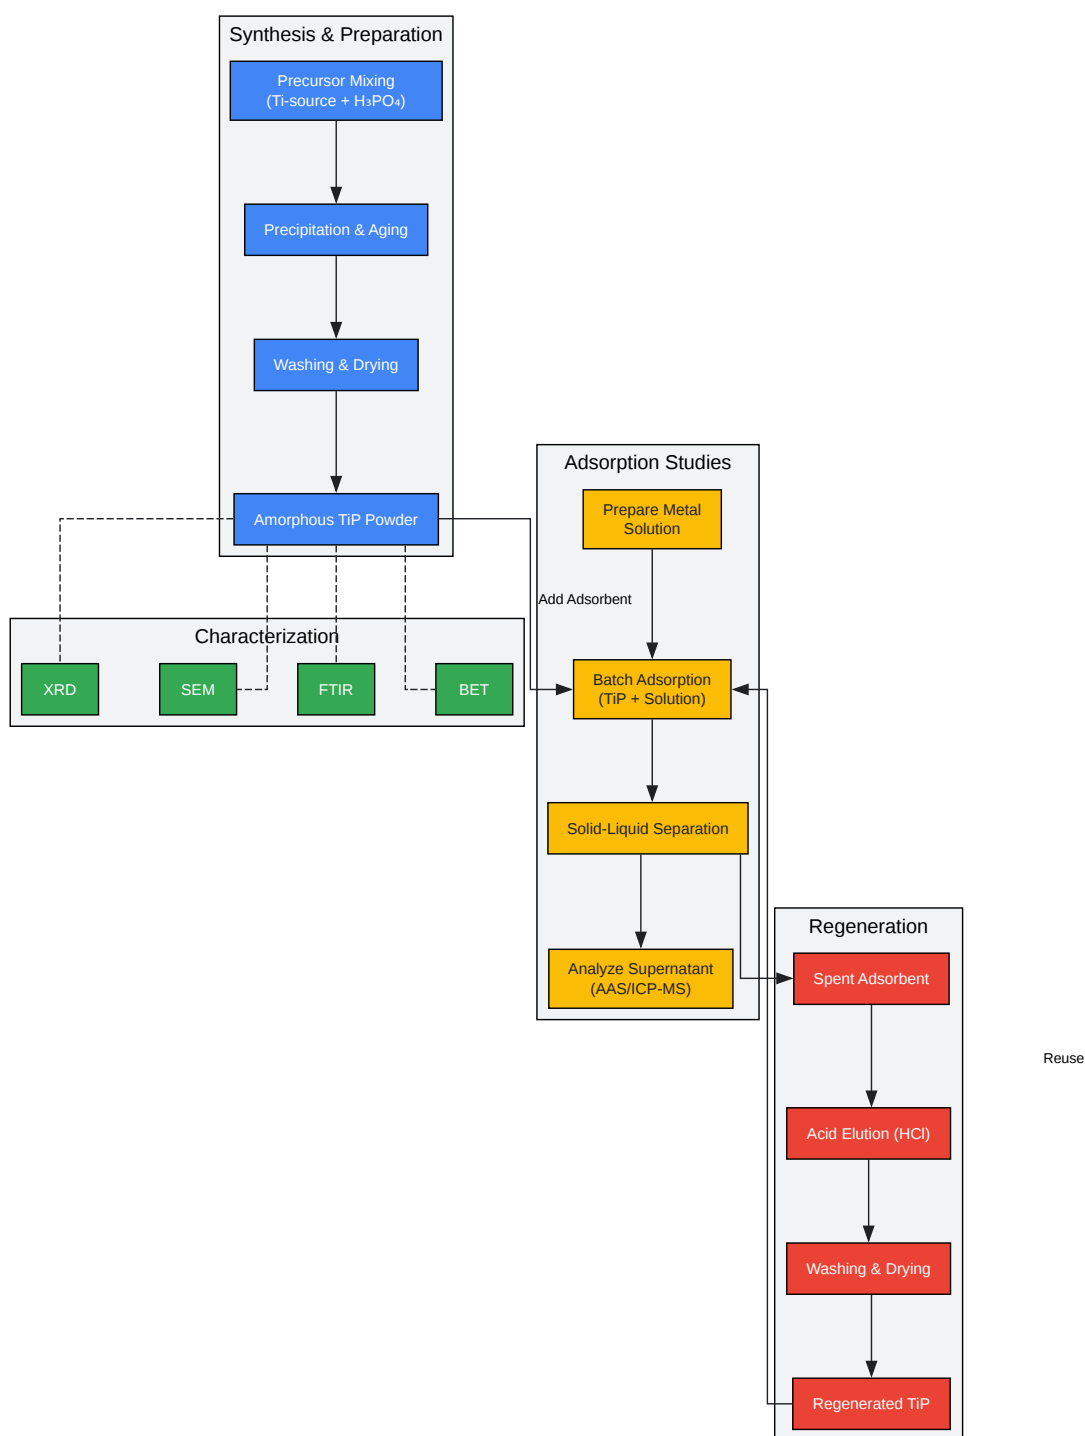 Synthesis & Preparation
Precursor Mixing
(Ti-source + H₃PO₄)
Precipitation & Aging
Washing & Drying
Amorphous TiP Powder
Characterization
XRD
SEM
FTIR
BET
Adsorption Studies
Prepare Metal
Solution
Add Adsorbent
Batch Adsorption
(TiP + Solution)
Solid-Liquid Separation
Analyze Supernatant
(AAS/ICP-MS)
Regeneration
Spent Adsorbent
Reuse
Acid Elution (HCl)
Washing & Drying
Regenerated TiP